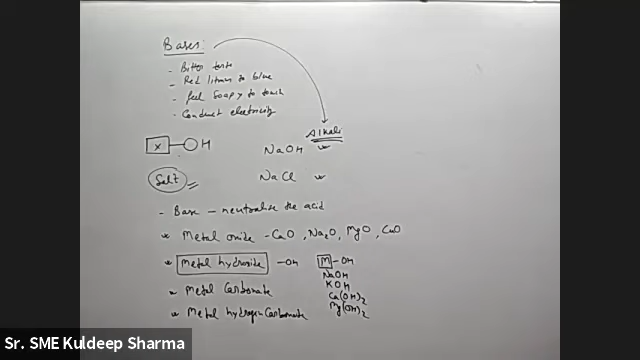 Bases:
- Bitter taste
- Red litmus to blue
- feel soapy to touch
- Conduct electricity
Alkali
X OH
NaOH
Salt
NaCl
- Base - neutralize the acid
Metal oxide - CaO, Na2O, MgO, CuO
Metal hydroxide -OH M-OH
NaOH
KOH
Metal Carbonate Ca(OH)2
Metal hydrogen Carbonate Mg(OH)2
Sr. SME Kuldeep Sharma